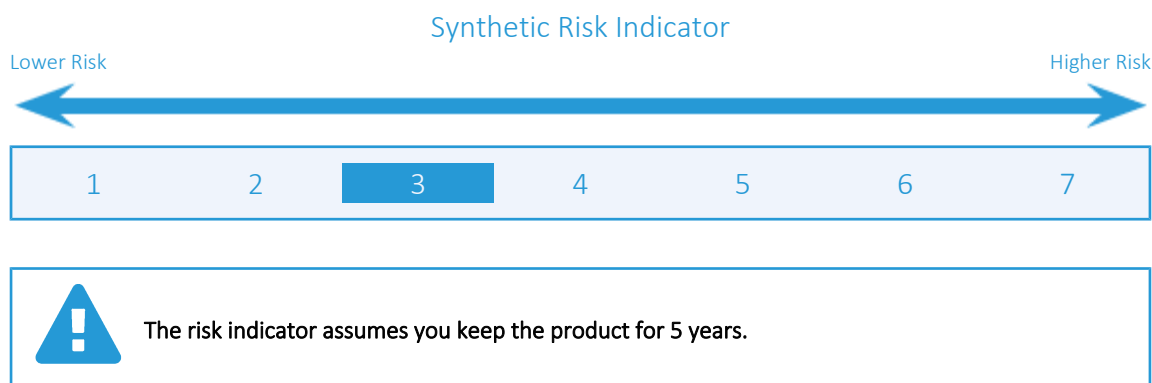 Synthetic Risk Indicator
Lower Risk Higher Risk
1 2 3 4 5 6 7
The risk indicator assumes you keep the product for 5 years.